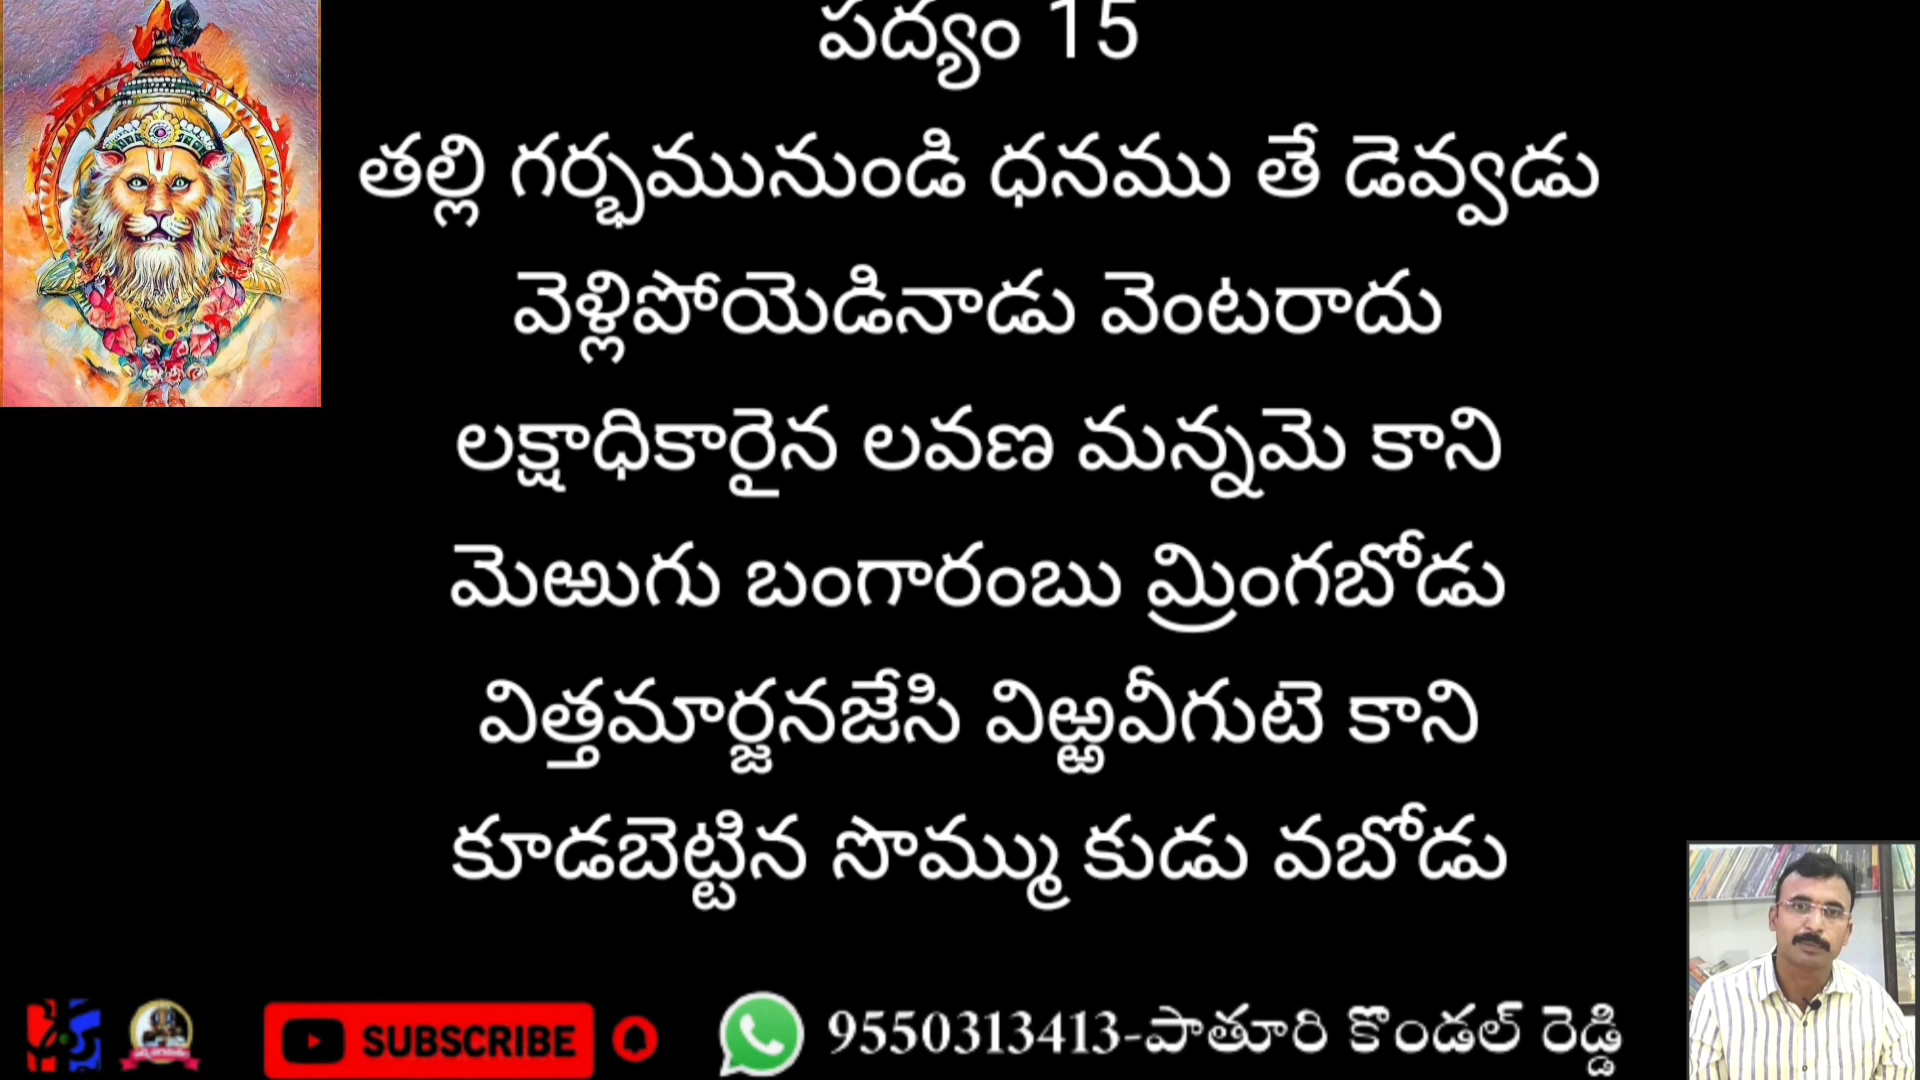 పద్యం 15
తల్లి గర్భమునుండి ధనము తే డెవ్వడు
వెళ్లిపోయెడినాడు వెంటరాదు
లక్షాధికారైన లవణ మన్నమె కాని
మెఱుగు బంగారంబు మ్రింగబోడు
విత్తమార్జనజేసి విఱ్ఱవీగుటె కాని
కూడబెట్టిన సొమ్ము కుడు వబోడు
SUBSCRIBE
9550313413-పాతూరి కొండల్ రెడ్డి